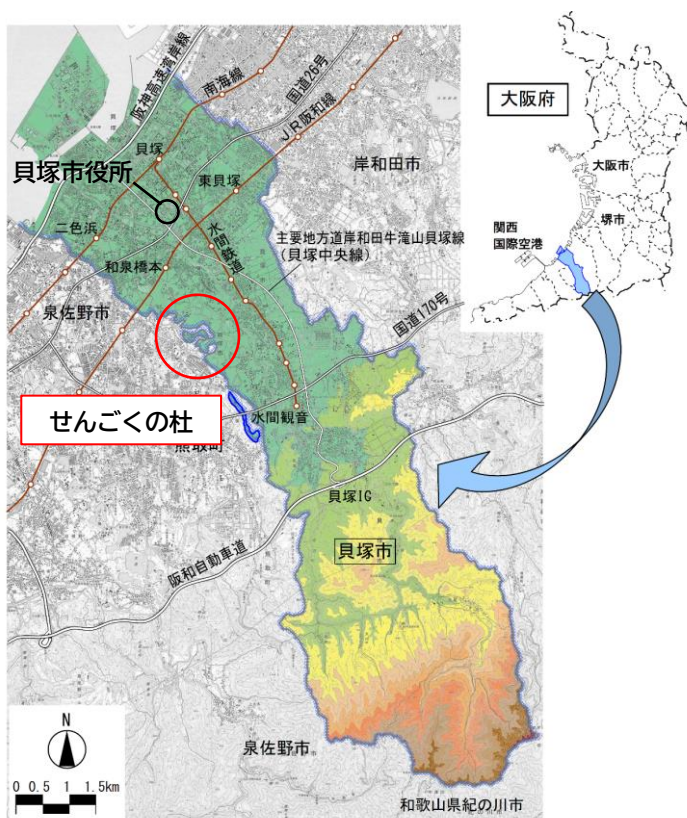 阪神高速湾岸線
南海線
国道26号
JR阪和線
大阪府
貝塚
岸和田市
大阪市
貝塚市役所
東貝塚
堺市
二色浜
水間鉄道
主要地方道岸和田牛滝山貝塚線
(貝塚中央線)
関西
国際空港
和泉橋本
泉佐野市
国道170号
せんごくの杜
水間観音
熊取町
貝塚IG
貝塚市
阪和自動車道
N
泉佐野市
0 0.5 1 1.5km
和歌山県紀の川市